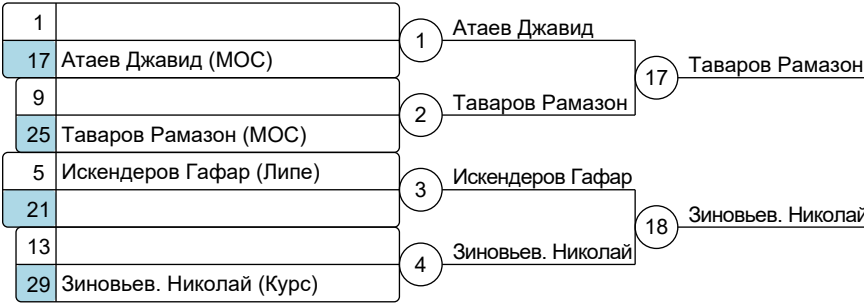 1
17 Атаев Джавид (МОС)
9
25 Таваров Рамазон (МОС)
5 Искендеров Гафар (Липе)
21
13
29 Зиновьев. Николай (Курс)
1
2
3
4
Атаев Джавид
Таваров Рамазон
Искендеров Гафар
Зиновьев. Николай
17
18
Таваров Рамазон
Зиновьев. Николай